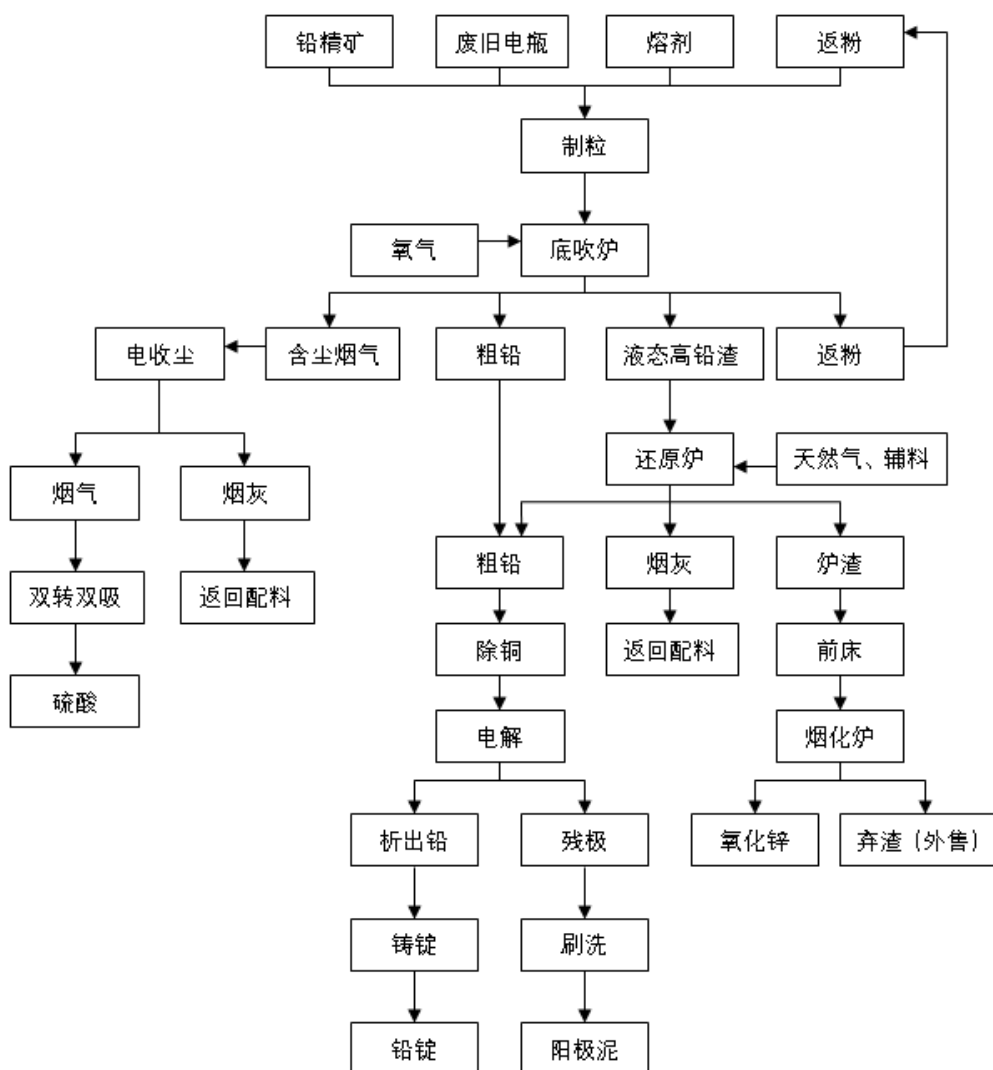 铅精矿
废旧电瓶
熔剂
返粉
制粒
氧气
底吹炉
电收尘
含尘烟气
粗铅
液态高铅渣
返粉
还原炉
天然气、辅料
烟气
烟灰
粗铅
烟灰
炉渣
双转双吸
返回配料
除铜
返回配料
前床
硫酸
电解
烟化炉
析出铅
残极
氧化锌
弃渣（外售）
铸锭
刷洗
铅锭
阳极泥